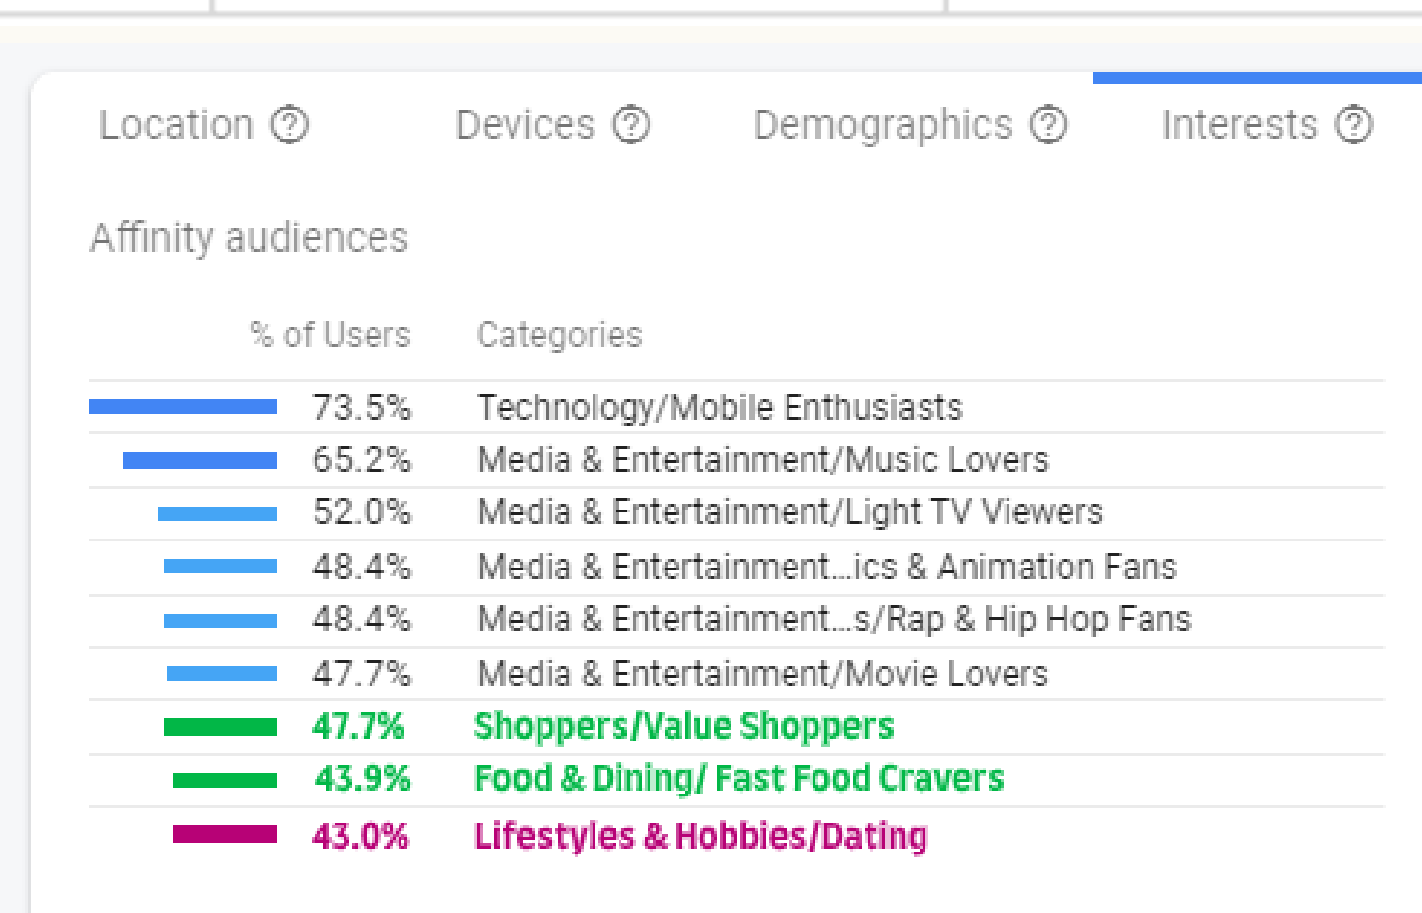 Location
Devices
Demographics
Interests
Affinity audiences
% of Users Categories
73.5% Technology/Mobile Enthusiasts
65.2% Media & Entertainment/Music Lovers
52.0% Media & Entertainment/Light TV Viewers
48.4% Media & Entertainment...ics & Animation Fans
48.4% Media & Entertainment...s/Rap & Hip Hop Fans
47.7% Media & Entertainment/Movie Lovers
47.7% Shoppers/Value Shoppers
43.9% Food & Dining/ Fast Food Cravers
43.0% Lifestyles & Hobbies/Dating